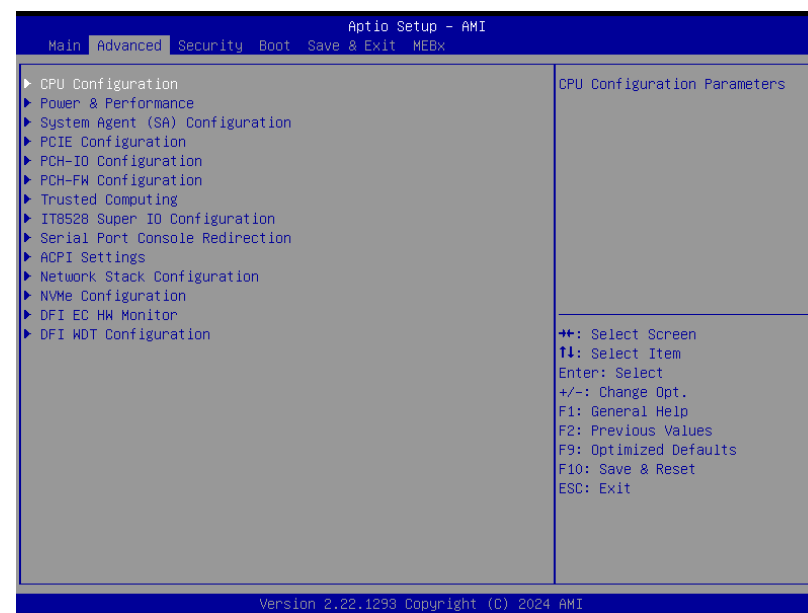 Aptio Setup – AMI
Main Advanced Security Boot Save & Exit MEBx
▶ CPU Configuration
▶ Power & Performance
▶ System Agent (SA) Configuration
▶ PCIE Configuration
▶ PCH-IO Configuration
▶ PCH-FW Configuration
▶ Trusted Computing
▶ IT8528 Super IO Configuration
▶ Serial Port Console Redirection
▶ ACPI Settings
▶ Network Stack Configuration
▶ NVMe Configuration
▶ DFI EC HW Monitor
▶ DFI WDT Configuration
CPU Configuration Parameters
→←: Select Screen
↑↓: Select Item
Enter: Select
+/-: Change Opt.
F1: General Help
F2: Previous Values
F9: Optimized Defaults
F10: Save & Reset
ESC: Exit
Version 2.22.1293 Copyright (C) 2024 AMI